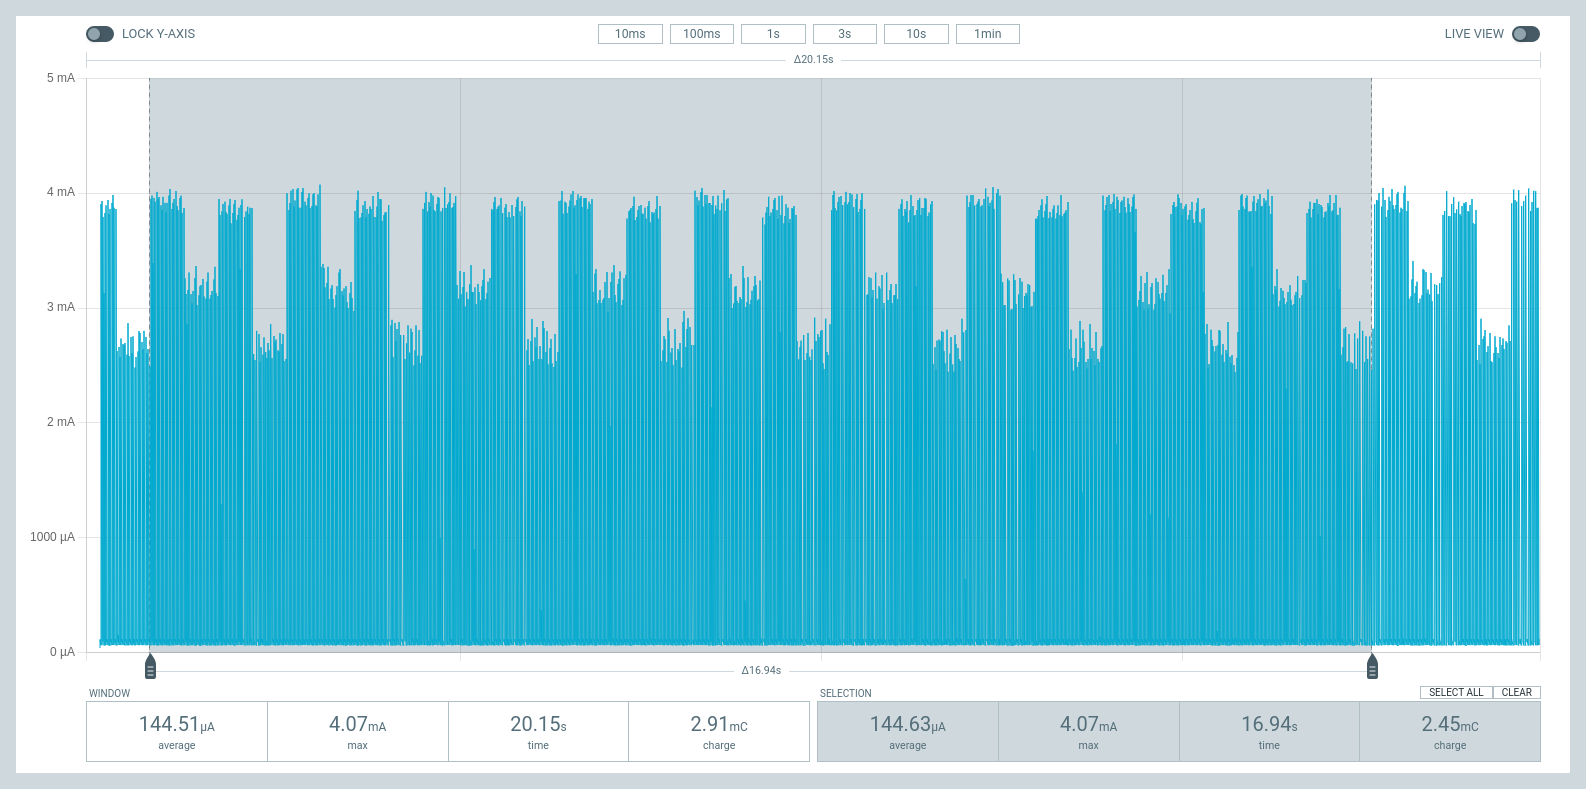 LOCK Y-AXIS 10ms 100ms 1s 3s 10s 1min LIVE VIEW
Δ20.15s
5 mA
4 mA
3 mA
2 mA
1000 µA
0 µA
Δ16.94s
WINDOW SELECTION SELECT ALL CLEAR
144.51µA 4.07mA 20.15s 2.91mC 144.63µA 4.07mA 16.94s 2.45mC
average max time charge average max time charge